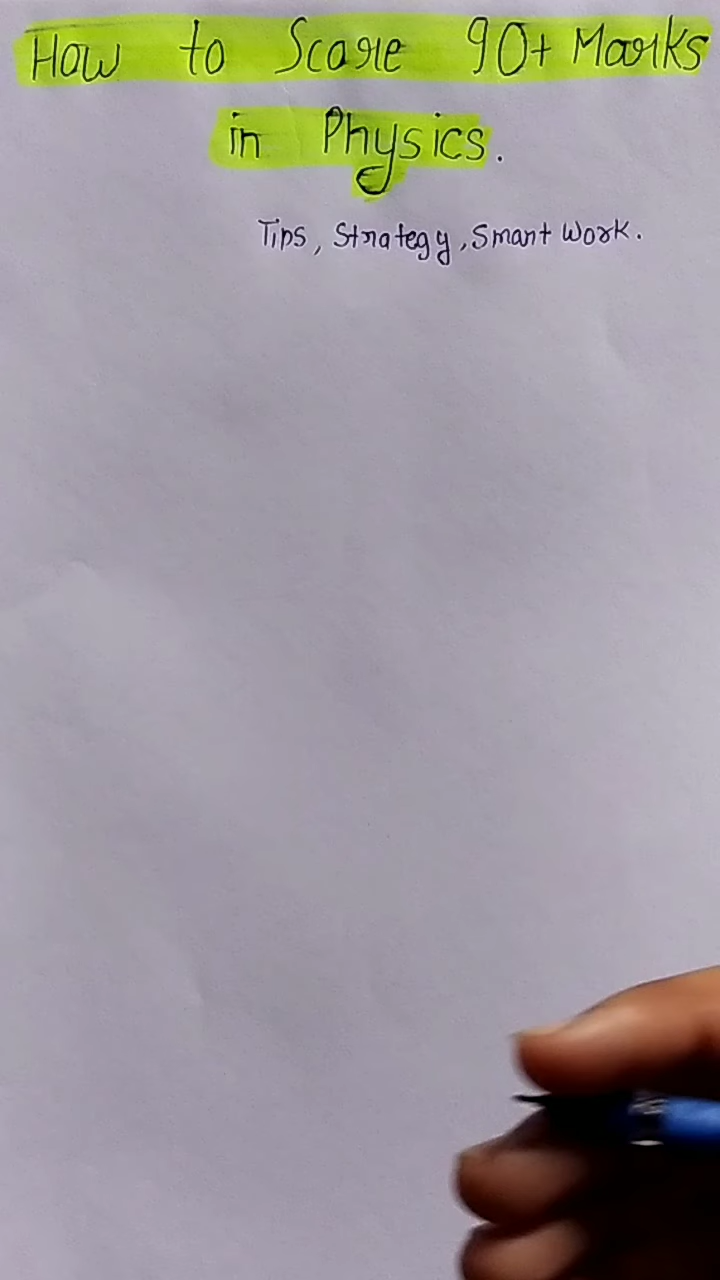 How to Score 90+ Marks
in Physics.
Tips, Strategy, Smart Work.